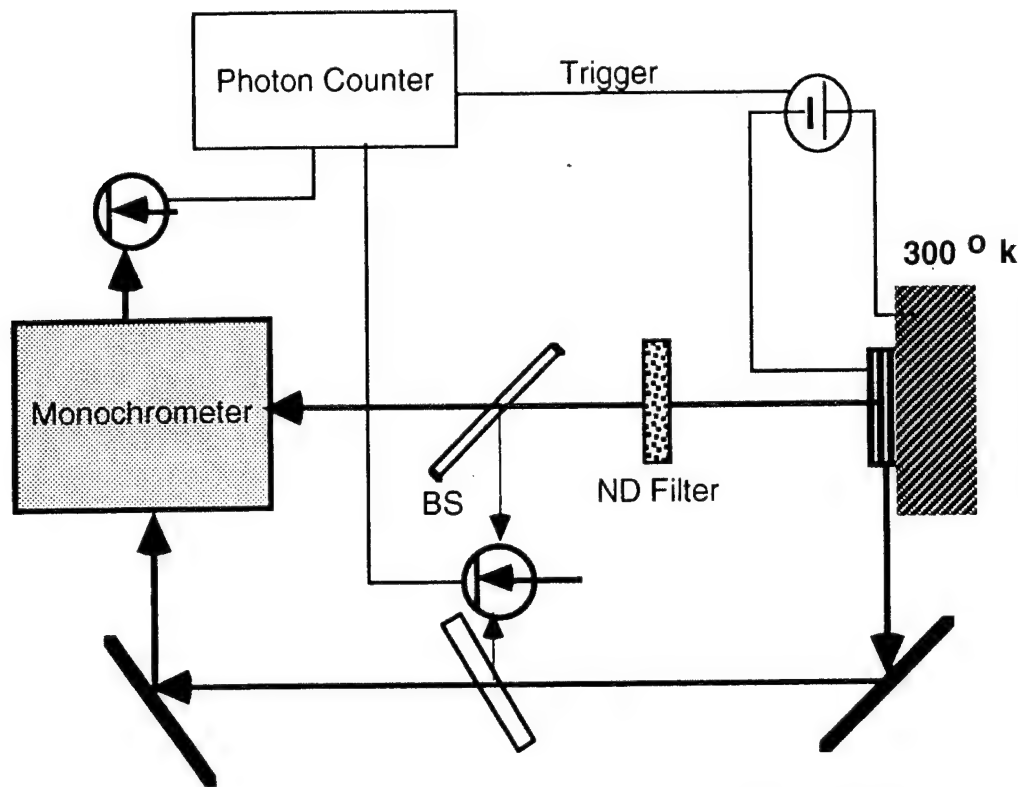 Photon Counter
Trigger
300 ° k
Monochrometer
BS
ND Filter